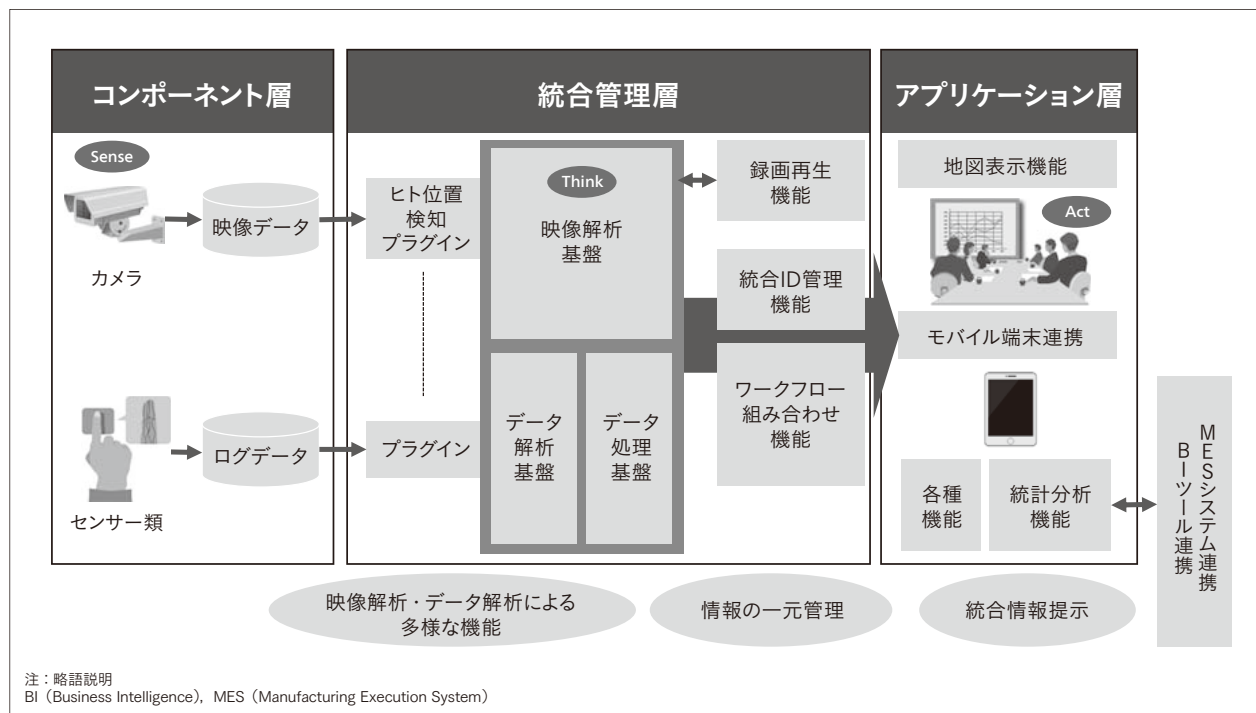 コンポーネント層
Sense
カメラ
映像データ
センサー類
ログデータ
統合管理層
ヒト位置
検知
プラグイン
プラグイン
Think
映像解析
基盤
データ
解析
基盤
データ
処理
基盤
録画再生
機能
統合ID管理
機能
ワークフロー
組み合わせ
機能
アプリケーション層
地図表示機能
Act
モバイル端末連携
各種
機能
統計分析
機能
MESシステム連携
BIツール連携
映像解析・データ解析による
多様な機能
情報の一元管理
統合情報提示
注：略語説明
BI（Business Intelligence），MES（Manufacturing Execution System）